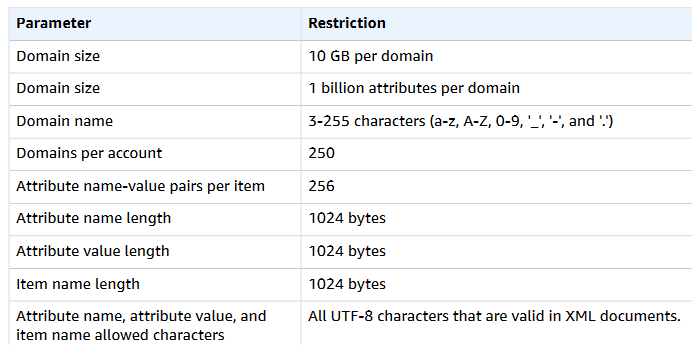 Parameter Restriction
Domain size 10 GB per domain
Domain size 1 billion attributes per domain
Domain name 3-255 characters (a-z, A-Z, 0-9, '_', '-', and '.')
Domains per account 250
Attribute name-value pairs per item 256
Attribute name length 1024 bytes
Attribute value length 1024 bytes
Item name length 1024 bytes
Attribute name, attribute value, and All UTF-8 characters that are valid in XML documents.
item name allowed characters